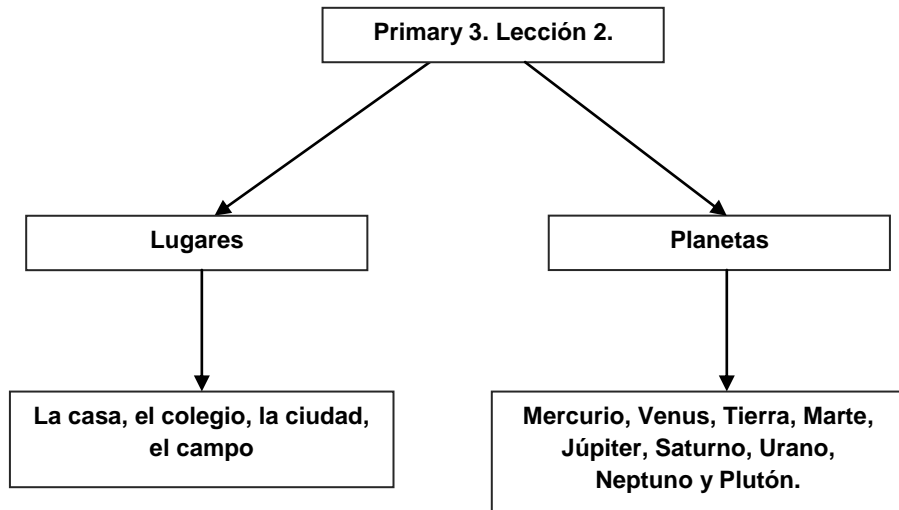 Primary 3. Lección 2.
Lugares
Planetas
La casa, el colegio, la ciudad,
el campo
Mercurio, Venus, Tierra, Marte,
Júpiter, Saturno, Urano,
Neptuno y Plutón.